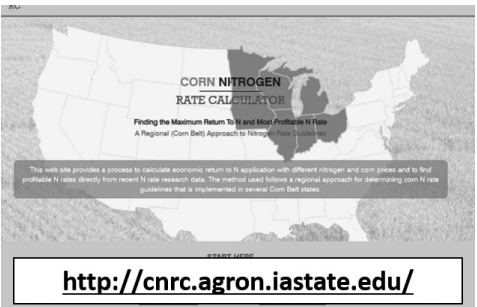 RC
CORN NITROGEN
RATE CALCULATOR
Finding the Maximum Return To N and Most Profitable N Rate
A Regional (Corn Belt) Approach to Nitrogen Rate Guidelines
This web site provides a process to calculate economic return to N application with different nitrogen and corn prices and to find
profitable N rates directly from recent N rate research data. The method used follows a regional approach for determining corn N rate
guidelines that is implemented in several Corn Belt states.
START HERE
http://cnrc.agron.iastate.edu/